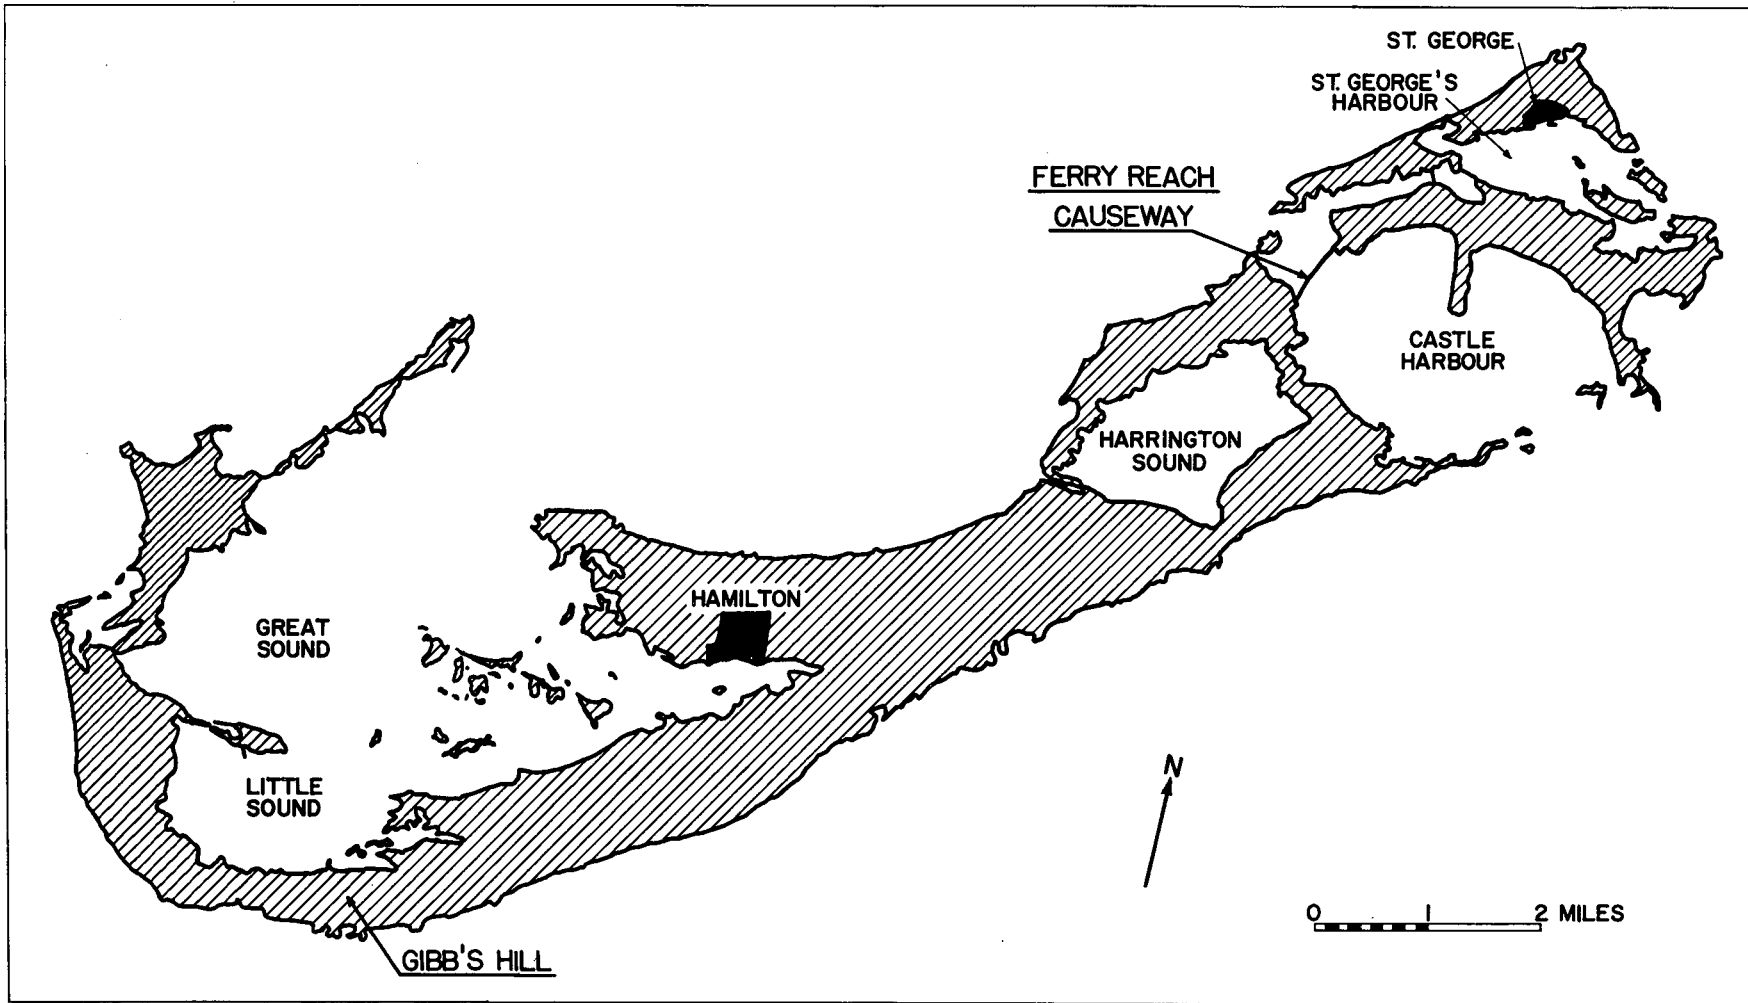 ST. GEORGE
ST. GEORGE'S
HARBOUR
FERRY REACH
CAUSEWAY
CASTLE
HARBOUR
HARRINGTON
SOUND
HAMILTON
GREAT
SOUND
LITTLE
SOUND
N
0 1 2 MILES
GIBB'S HILL